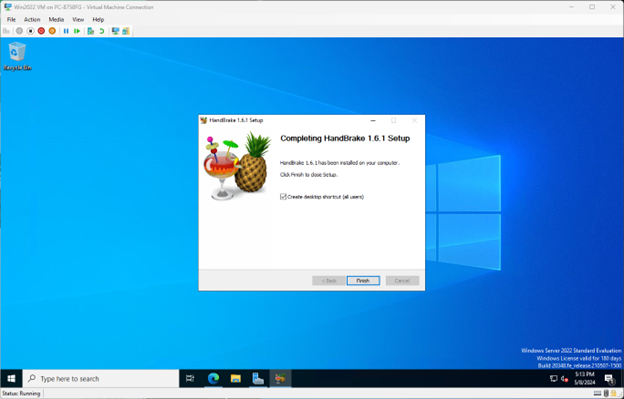 Win2022 VM on PC-8758FG - Virtual Machine Connection
File Action Media View Help
Recycle Bin
HandBrake 1.6.1 Setup
Completing HandBrake 1.6.1 Setup
HandBrake 1.6.1 has been installed on your computer.
Click Finish to close Setup.
Create desktop shortcut (all users)
< Back Finish Cancel
Windows Server 2022 Standard Evaluation
Windows License valid for 180 days
Build 20348.fe_release.210507-1500
Type here to search
5:13 PM
5/8/2024
Status: Running